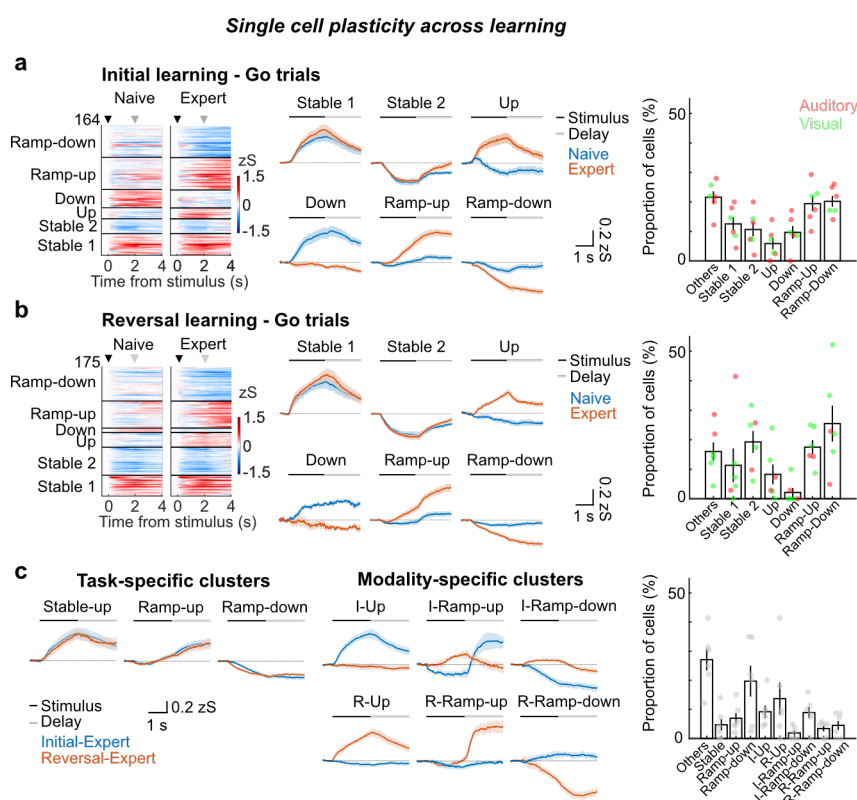 Single cell plasticity across learning
a
Initial learning - Go trials
Naive Expert
164
Ramp-down
Ramp-up
Down
Up
Stable 2
Stable 1
0 2 4 0 2 4
Time from stimulus (s)
zS
1.5
0
-1.5
Stable 1 Stable 2 Up
Down Ramp-up Ramp-down
Stimulus
Delay
Naive
Expert
0.2 zS
1 s
Proportion of cells (%)
50
0
Auditory
Visual
Others Stable 1 Stable 2 Up Down Ramp-Up Ramp-Down
b
Reversal learning - Go trials
Naive Expert
175
Ramp-down
Ramp-up
Down
Up
Stable 2
Stable 1
0 2 4 0 2 4
Time from stimulus (s)
zS
1.5
0
-1.5
Stable 1 Stable 2 Up
Down Ramp-up Ramp-down
Stimulus
Delay
Naive
Expert
0.2 zS
1 s
Proportion of cells (%)
50
0
Others Stable 1 Stable 2 Up Down Ramp-Up Ramp-Down
c
Task-specific clusters
Stable-up Ramp-up Ramp-down
Stimulus
Delay
0.2 zS
1 s
Initial-Expert
Reversal-Expert
Modality-specific clusters
I-Up I-Ramp-up I-Ramp-down
R-Up R-Ramp-up R-Ramp-down
Proportion of cells (%)
50
0
Others Stable Ramp-up Ramp-down I-Up R-Up I-Ramp-up I-Ramp-down R-Ramp-up R-Ramp-down